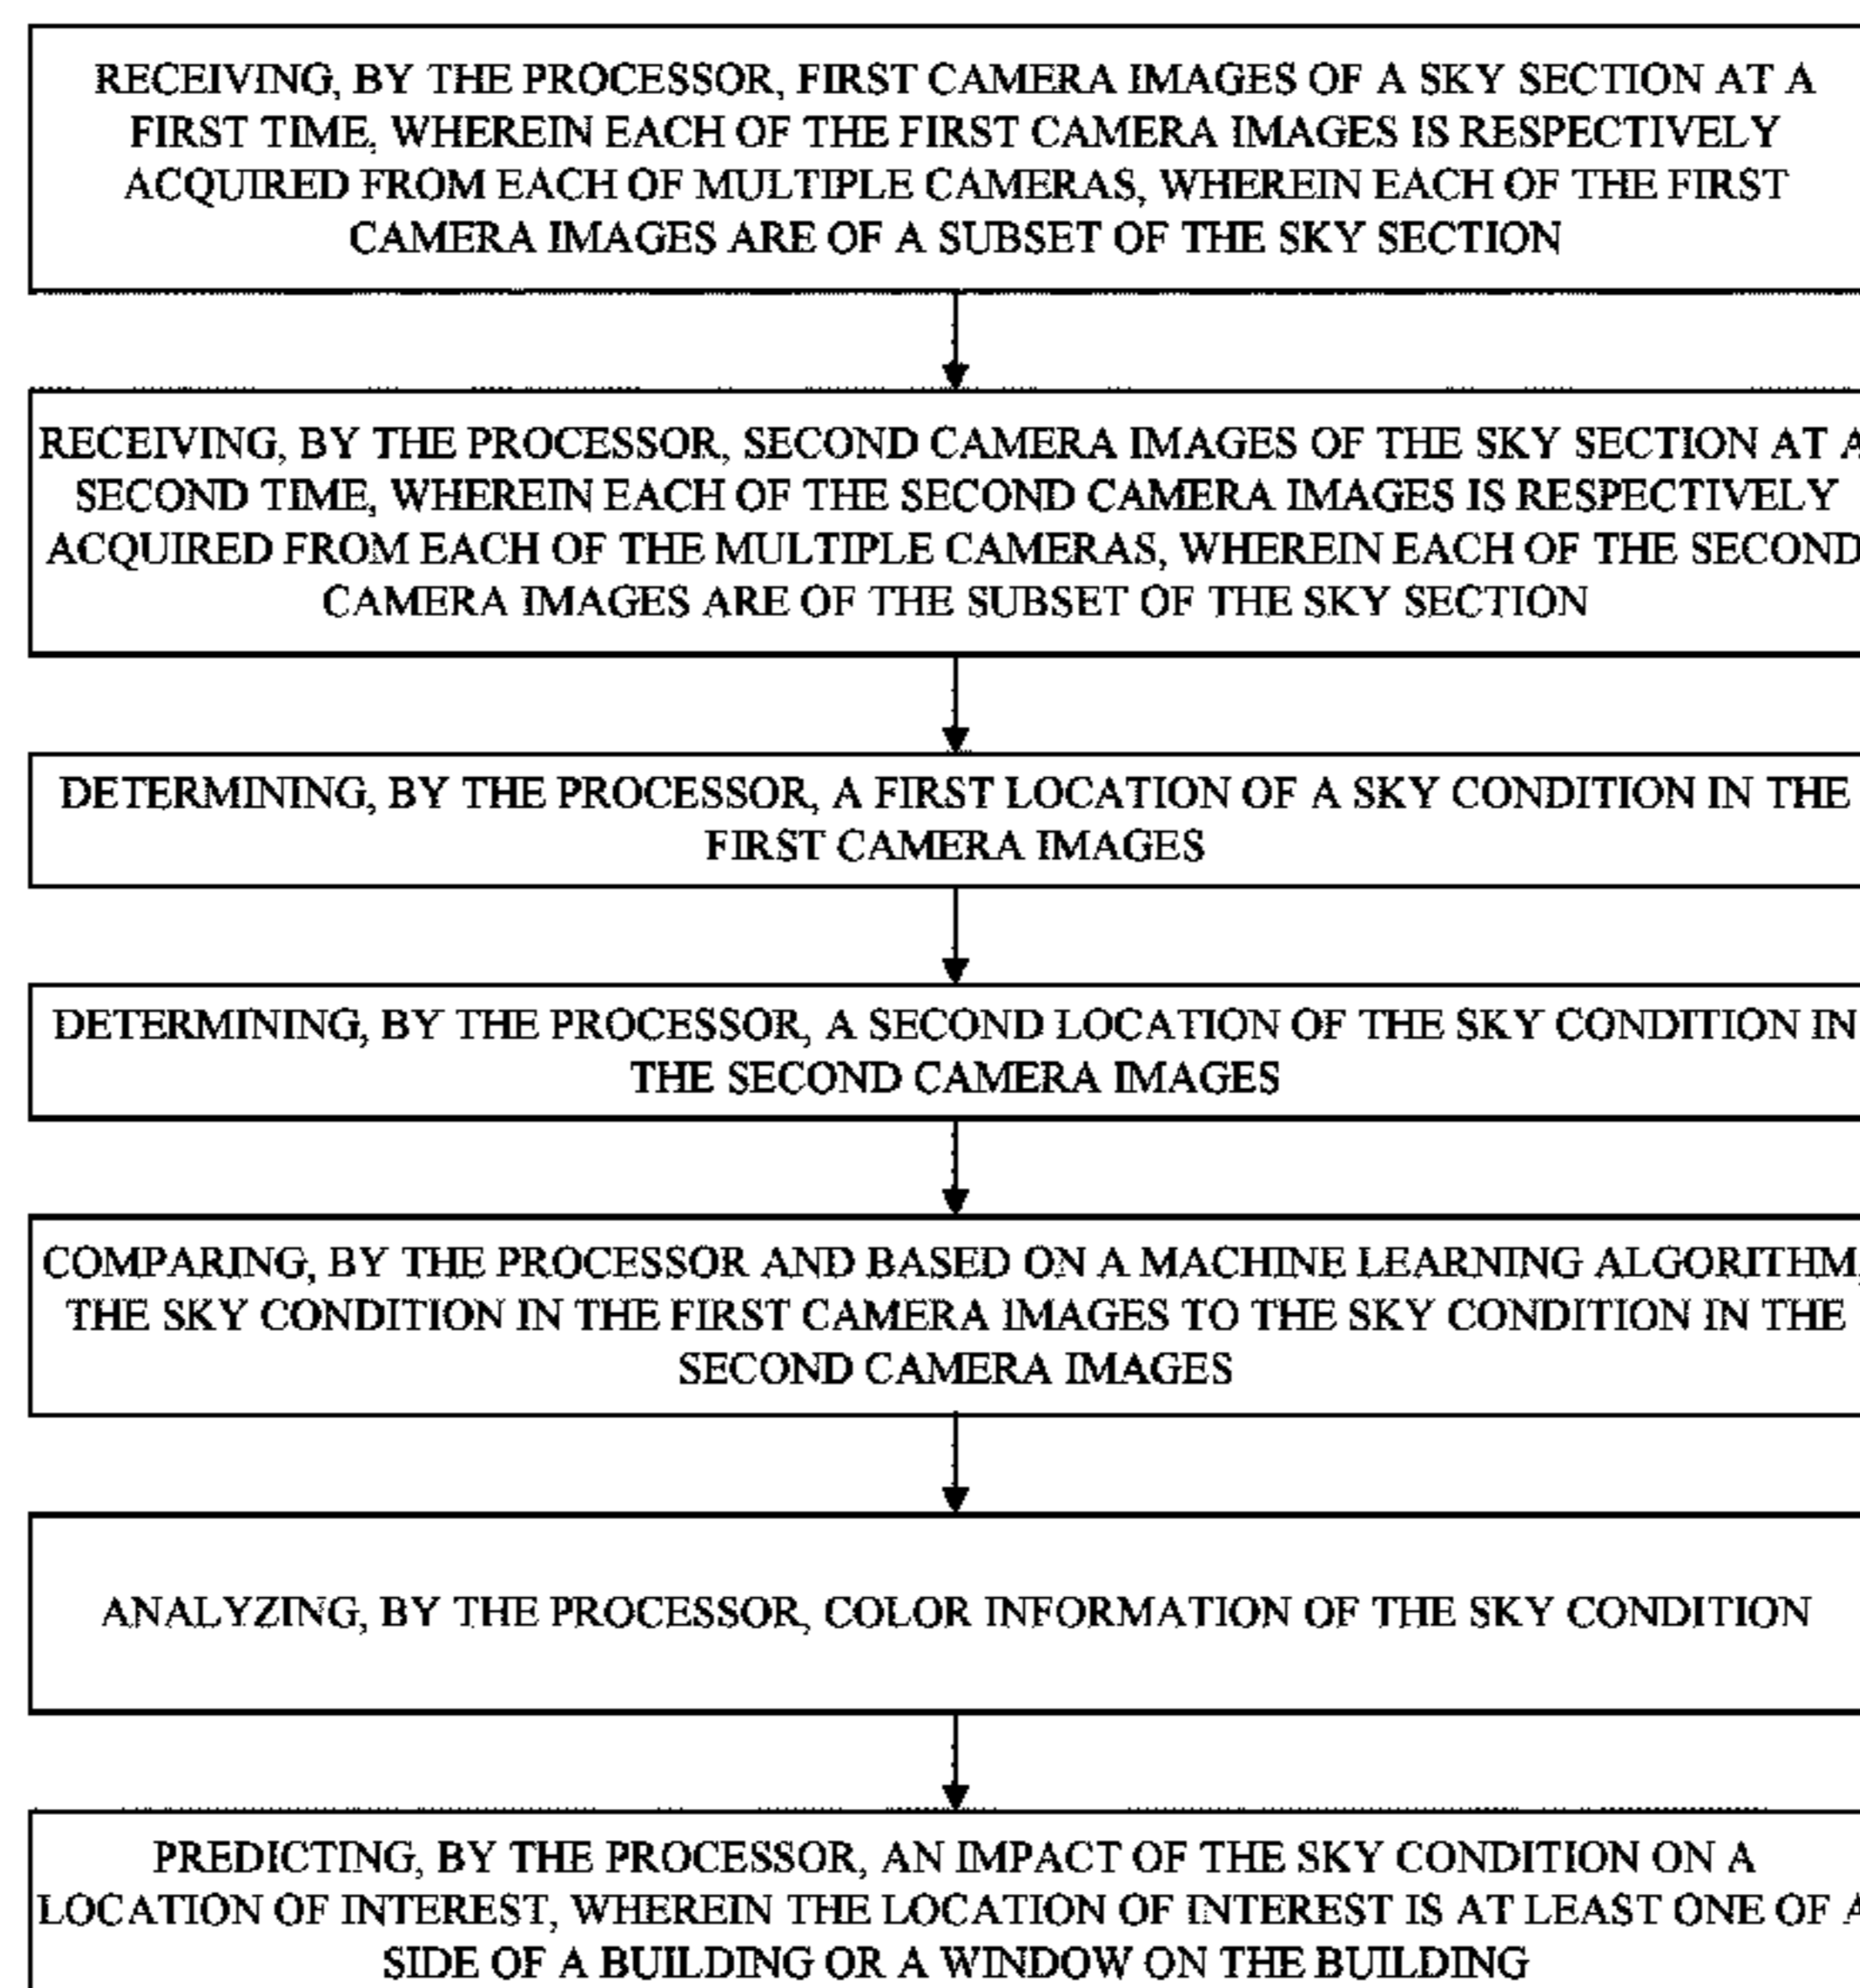 RECEIVING, BY THE PROCESSOR, FIRST CAMERA IMAGES OF A SKY SECTION AT A
FIRST TIME, WHEREIN EACH OF THE FIRST CAMERA IMAGES IS RESPECTIVELY
ACQUIRED FROM EACH OF MULTIPLE CAMERAS, WHEREIN EACH OF THE FIRST
CAMERA IMAGES ARE OF A SUBSET OF THE SKY SECTION
RECEIVING, BY THE PROCESSOR, SECOND CAMERA IMAGES OF THE SKY SECTION AT A
SECOND TIME, WHEREIN EACH OF THE SECOND CAMERA IMAGES IS RESPECTIVELY
ACQUIRED FROM EACH OF THE MULTIPLE CAMERAS, WHEREIN EACH OF THE SECOND
CAMERA IMAGES ARE OF THE SUBSET OF THE SKY SECTION
DETERMINING, BY THE PROCESSOR, A FIRST LOCATION OF A SKY CONDITION IN THE
FIRST CAMERA IMAGES
DETERMINING, BY THE PROCESSOR, A SECOND LOCATION OF THE SKY CONDITION IN
THE SECOND CAMERA IMAGES
COMPARING, BY THE PROCESSOR AND BASED ON A MACHINE LEARNING ALGORITHM,
THE SKY CONDITION IN THE FIRST CAMERA IMAGES TO THE SKY CONDITION IN THE
SECOND CAMERA IMAGES
ANALYZING, BY THE PROCESSOR, COLOR INFORMATION OF THE SKY CONDITION
PREDICTING, BY THE PROCESSOR, AN IMPACT OF THE SKY CONDITION ON A
LOCATION OF INTEREST, WHEREIN THE LOCATION OF INTEREST IS AT LEAST ONE OF A
SIDE OF A BUILDING OR A WINDOW ON THE BUILDING